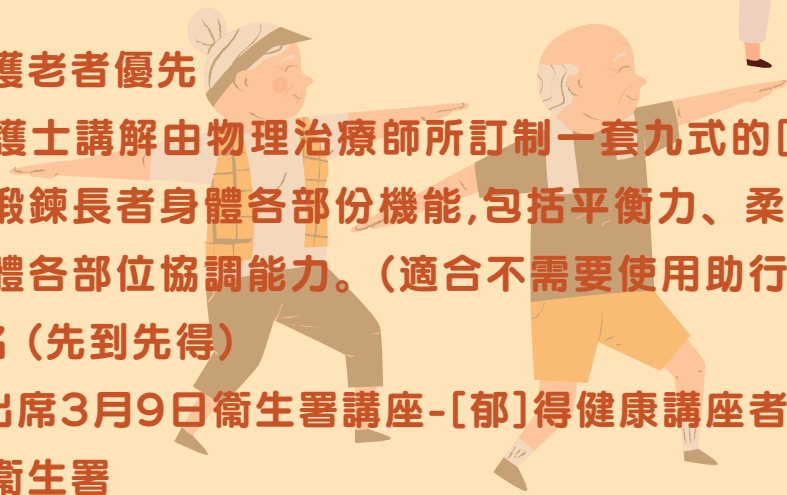 護老者優先
護士講解由物理治療師所訂制一套九式的[
鍛鍊長者身體各部份機能,包括平衡力、柔
體各部位協調能力。(適合不需要使用助行
(先到先得)
出席3月9日衞生署講座-[郁]得健康講座者
衞生署